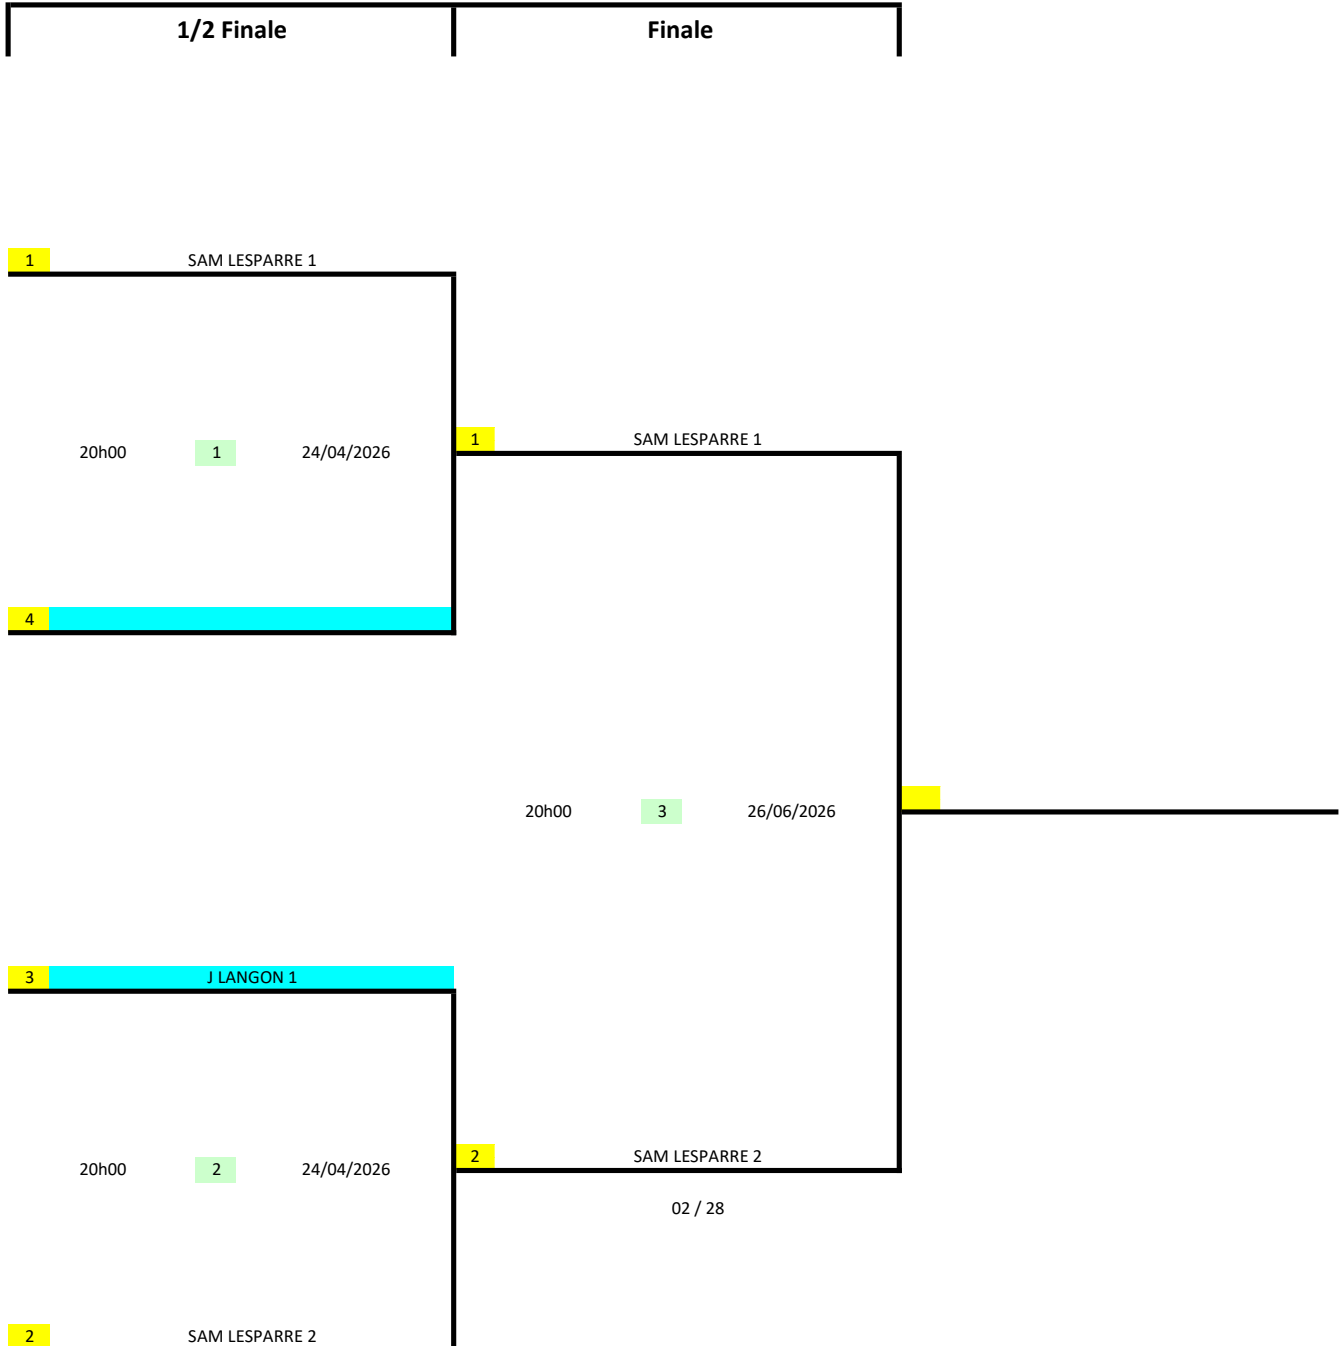 1/2 Finale Finale
1 SAM LESPARRE 1
1 SAM LESPARRE 1
20h00 1 24/04/2026
4
20h00 3 26/06/2026
3 J LANGON 1
2 SAM LESPARRE 2
20h00 2 24/04/2026
02 / 28
2 SAM LESPARRE 2